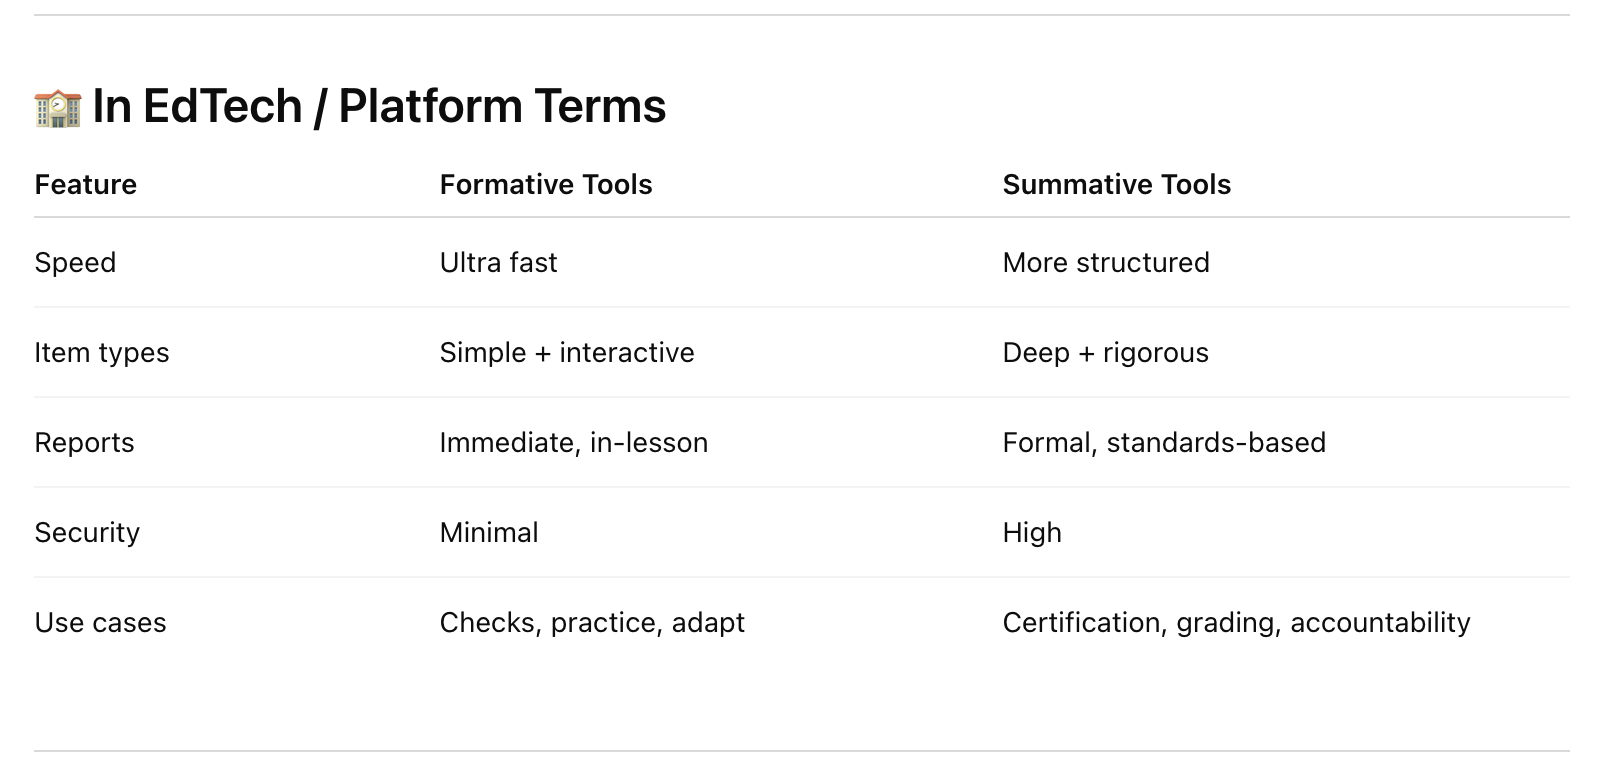 🏫 In EdTech / Platform Terms
Feature Formative Tools Summative Tools
Speed Ultra fast More structured
Item types Simple + interactive Deep + rigorous
Reports Immediate, in-lesson Formal, standards-based
Security Minimal High
Use cases Checks, practice, adapt Certification, grading, accountability